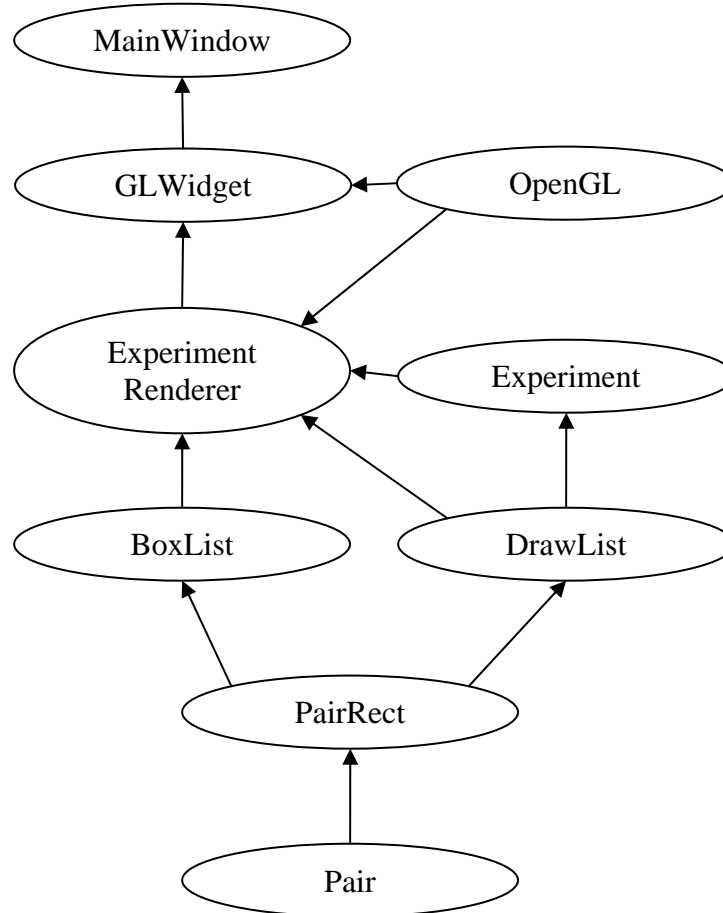 MainWindow
GLWidget
OpenGL
Experiment
Renderer
Experiment
BoxList
DrawList
PairRect
Pair